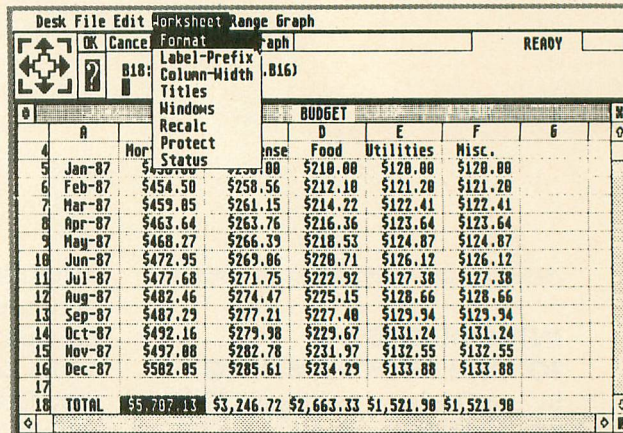 Desk File Edit Worksheet Range Graph
OK Cancel Format Graph READY
? B18: .B16)
Label-Prefix
Column-Width
Titles
Windows
Recalc
Protect
Status
BUDGET
A D E F G
4 Food Utilities Misc.
5 Jan-87 $210.00 $120.00 $120.00
6 Feb-87 $454.50 $258.56 $212.10 $121.20 $121.20
7 Mar-87 $459.05 $261.15 $214.22 $122.41 $122.41
8 Apr-87 $463.64 $263.76 $216.36 $123.64 $123.64
9 May-87 $468.27 $266.39 $218.53 $124.87 $124.87
10 Jun-87 $472.95 $269.06 $220.71 $126.12 $126.12
11 Jul-87 $477.68 $271.75 $222.92 $127.38 $127.38
12 Aug-87 $482.46 $274.47 $225.15 $128.66 $128.66
13 Sep-87 $487.29 $277.21 $227.40 $129.94 $129.94
14 Oct-87 $492.16 $279.98 $229.67 $131.24 $131.24
15 Nov-87 $497.08 $282.78 $231.97 $132.55 $132.55
16 Dec-87 $502.05 $285.61 $234.29 $133.88 $133.88
17
18 TOTAL $5,707.13 $3,246.72 $2,663.33 $1,521.90 $1,521.90